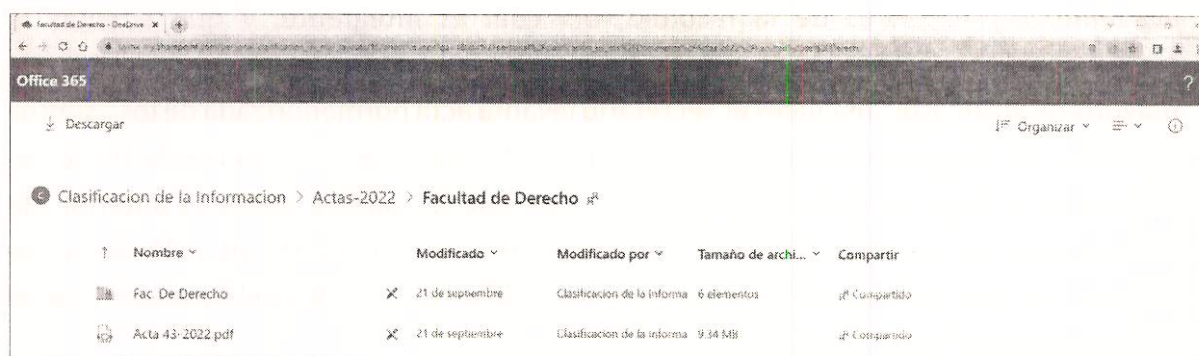 Facultad de Derecho - OneDrive
Office 365
?
Descargar
Organizar
Clasificacion de la Informacion > Actas-2022 > Facultad de Derecho
Nombre Modificado Modificado por Tamaño de archi... Compartir
Fac. De Derecho 21 de septiembre Clasificacion de la Informa 6 elementos Compartido
Acta 43-2022 pdf 21 de septiembre Clasificacion de la Informa 9.34 MB Compartido